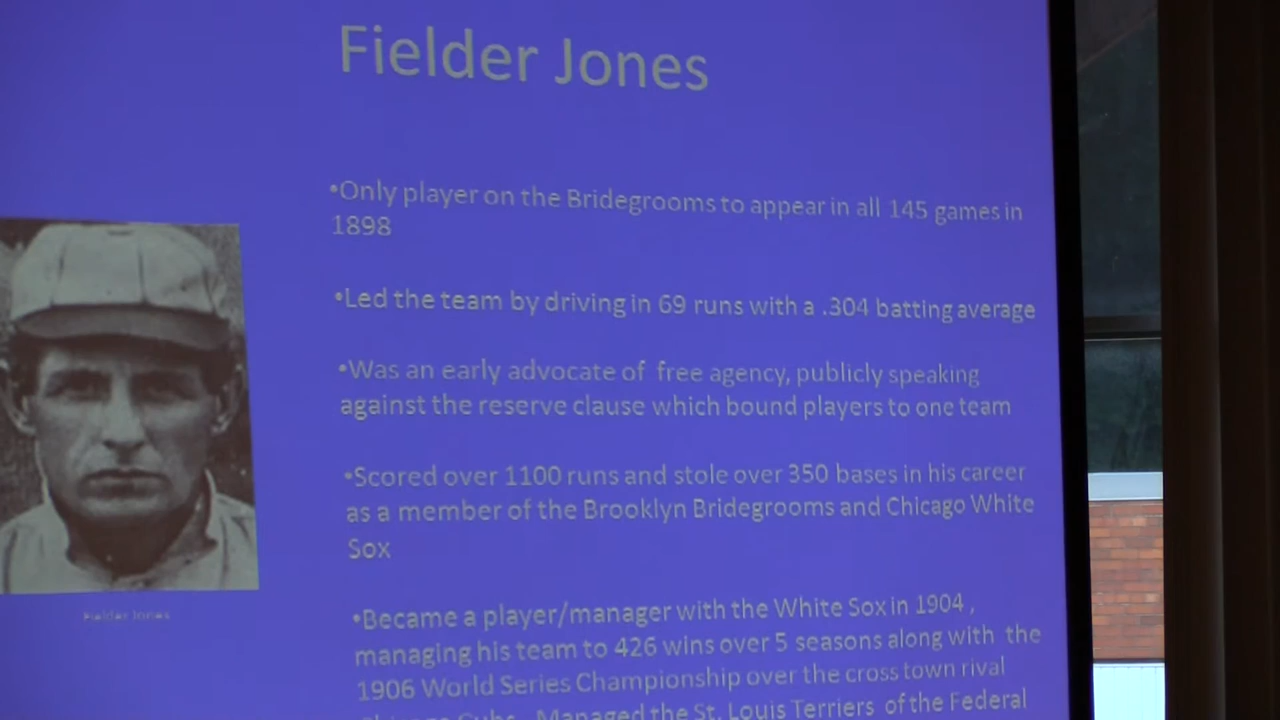 Fielder Jones
•Only player on the Bridegrooms to appear in all 145 games in
1898
•Led the team by driving in 69 runs with a .304 batting average
•Was an early advocate of free agency, publicly speaking
against the reserve clause which bound players to one team
•Scored over 1100 runs and stole over 350 bases in his career
as a member of the Brooklyn Bridegrooms and Chicago White
Sox
Fielder Jones
•Became a player/manager with the White Sox in 1904 ,
managing his team to 426 wins over 5 seasons along with the
1906 World Series Championship over the cross town rival
Cubs. Managed the St. Louis Terriers of the Federal